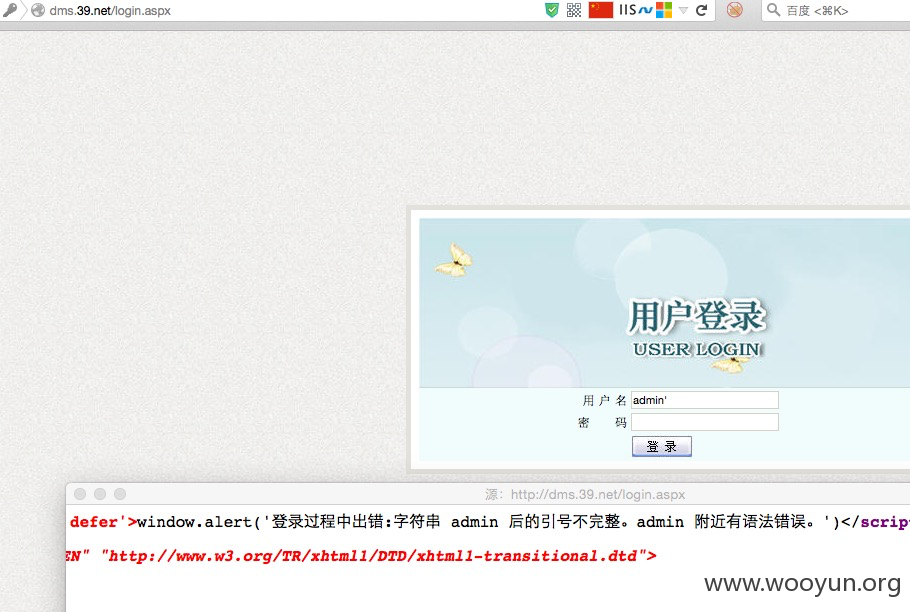 dms.39.net/login.aspx
IIS
百度 <⌘K>
用户登录
USER LOGIN
用 户 名 admin'
密 码
登 录
源: http://dms.39.net/login.aspx
defer'>window.alert('登录过程中出错:字符串 admin 后的引号不完整。admin 附近有语法错误。')</scrip
EN" "http://www.w3.org/TR/xhtml1/DTD/xhtml1-transitional.dtd">
www.wooyun.org